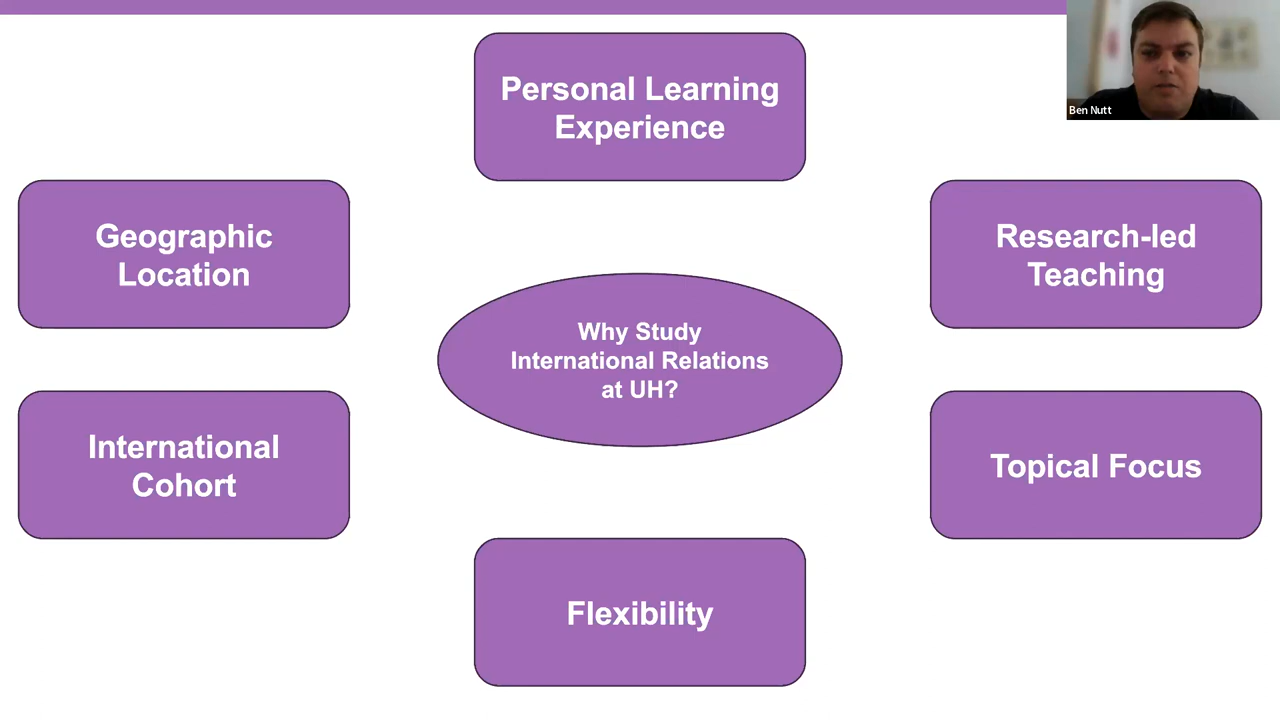 Personal Learning
Experience
Ben Nutt
Geographic
Location
Research-led
Teaching
Why Study
International Relations
at UH?
International
Cohort
Topical Focus
Flexibility